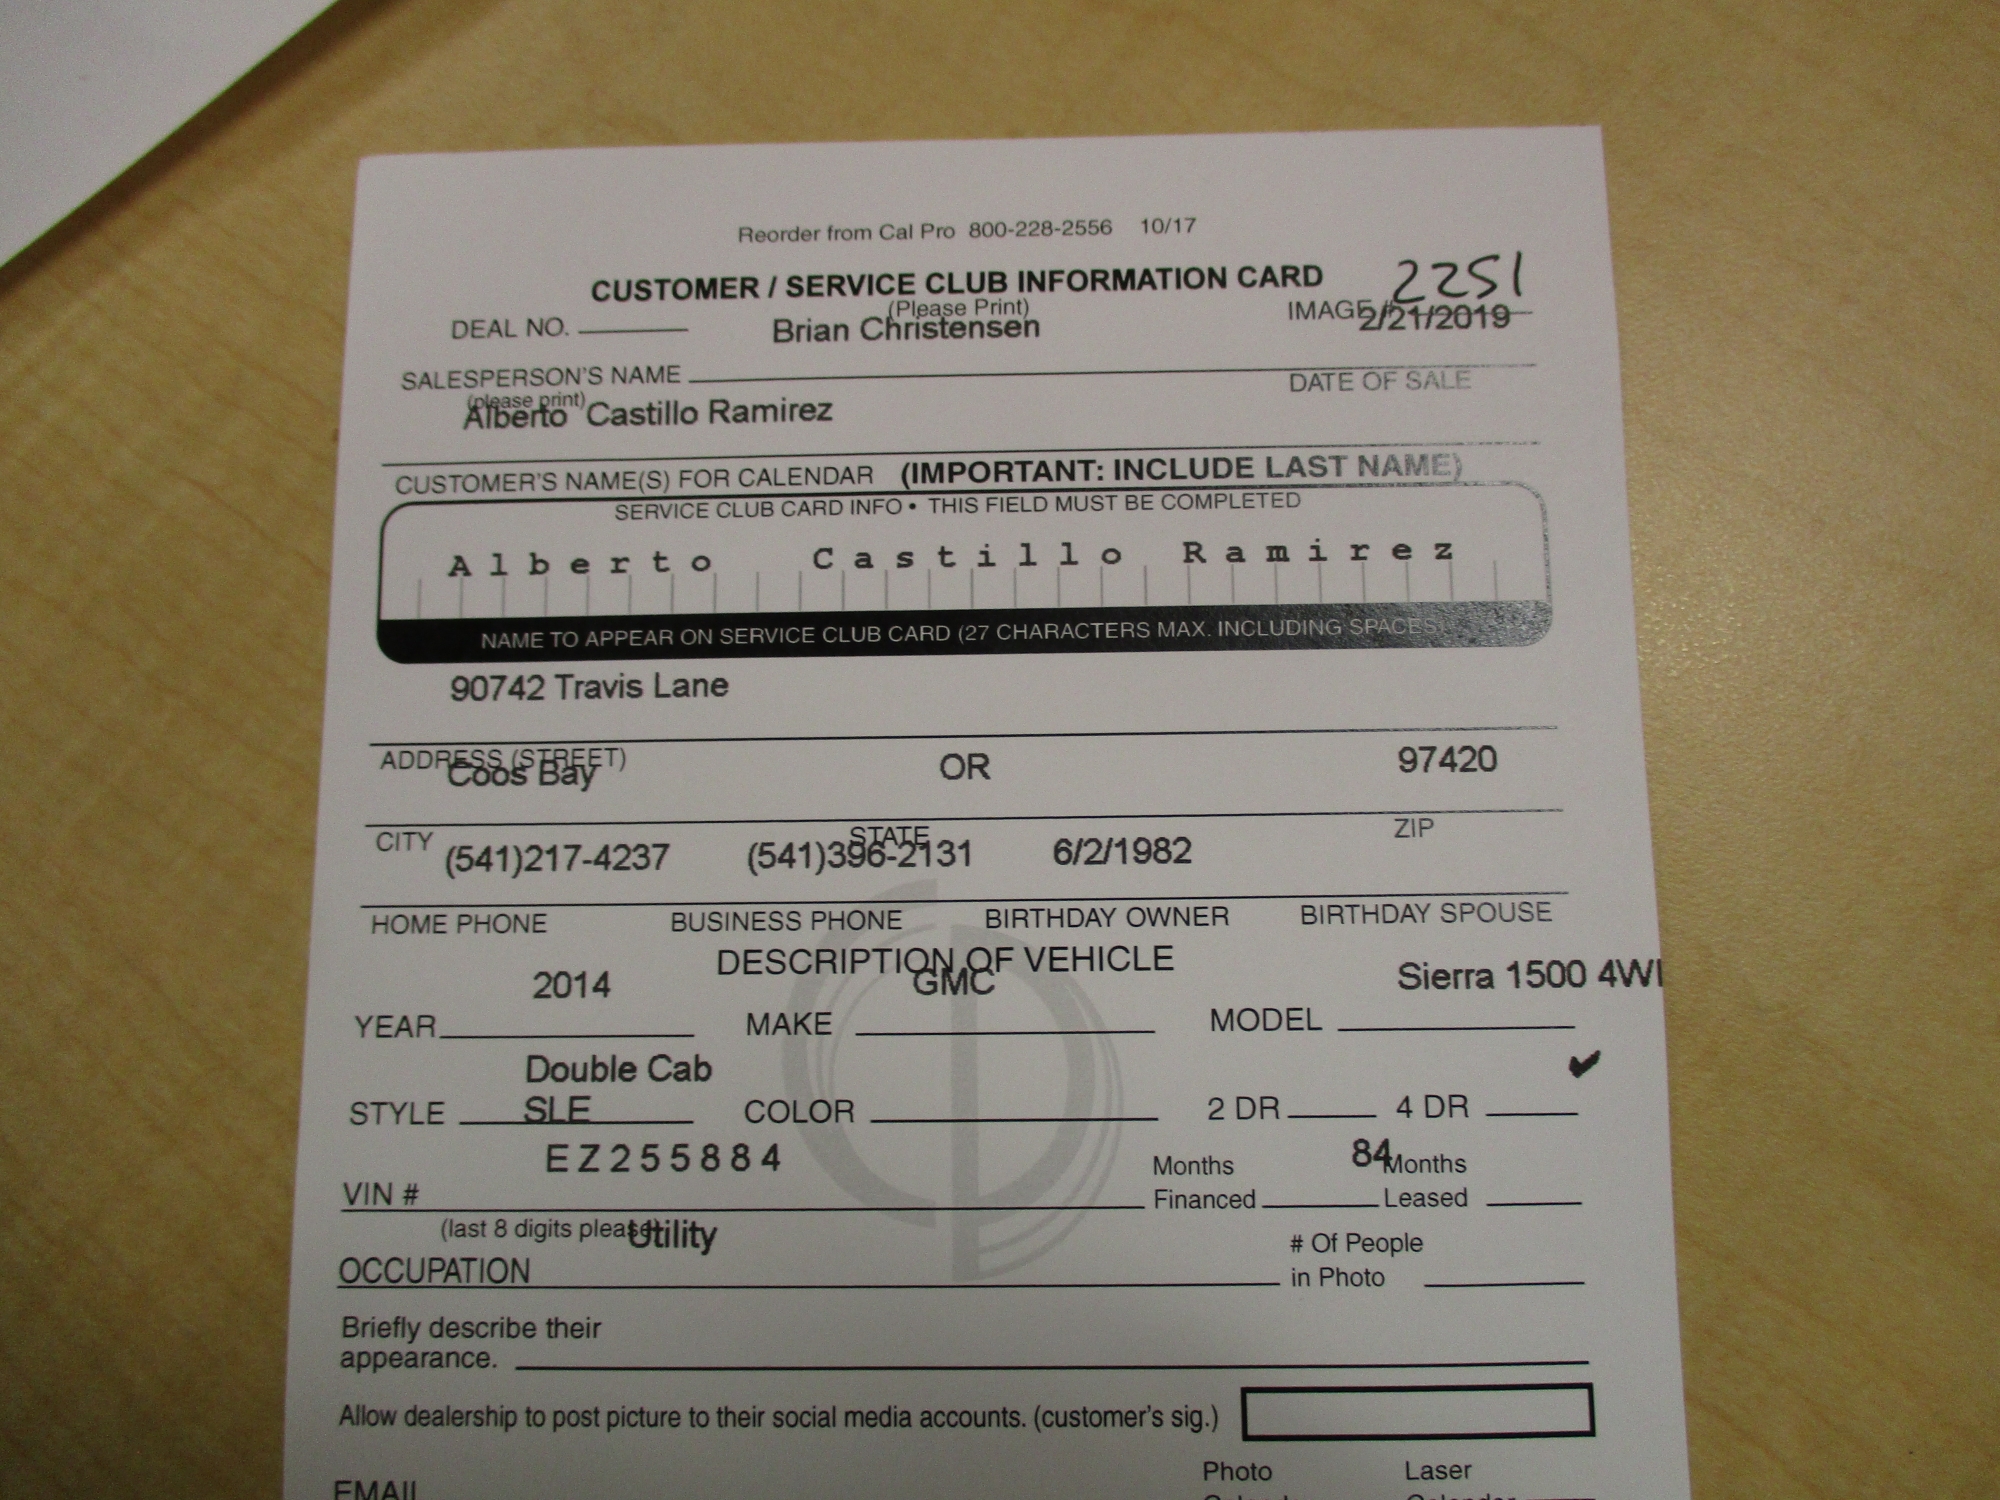 Reorder from Cal Pro 800-228-2556 10/17
CUSTOMER / SERVICE CLUB INFORMATION CARD 2251
(Please Print)
DEAL NO. Brian Christensen IMAGE # 2/21/2019
SALESPERSON'S NAME DATE OF SALE
(please print)
Alberto Castillo Ramirez
CUSTOMER'S NAME(S) FOR CALENDAR (IMPORTANT: INCLUDE LAST NAME)
SERVICE CLUB CARD INFO • THIS FIELD MUST BE COMPLETED
Alberto Castillo Ramirez
NAME TO APPEAR ON SERVICE CLUB CARD (27 CHARACTERS MAX. INCLUDING SPACES)
90742 Travis Lane
ADDRESS (STREET)
Coos Bay OR 97420
CITY STATE ZIP
(541)217-4237 (541)396-2131 6/2/1982
HOME PHONE BUSINESS PHONE BIRTHDAY OWNER BIRTHDAY SPOUSE
DESCRIPTION OF VEHICLE
2014 GMC Sierra 1500
YEAR MAKE MODEL
Double Cab ✔
STYLE SLE COLOR 2 DR 4 DR
EZ255884 84
VIN # Months Financed Months Leased
(last 8 digits please) Utility
OCCUPATION # Of People in Photo
Briefly describe their
appearance.
Allow dealership to post picture to their social media accounts. (customer's sig.)
EMAIL Photo Laser